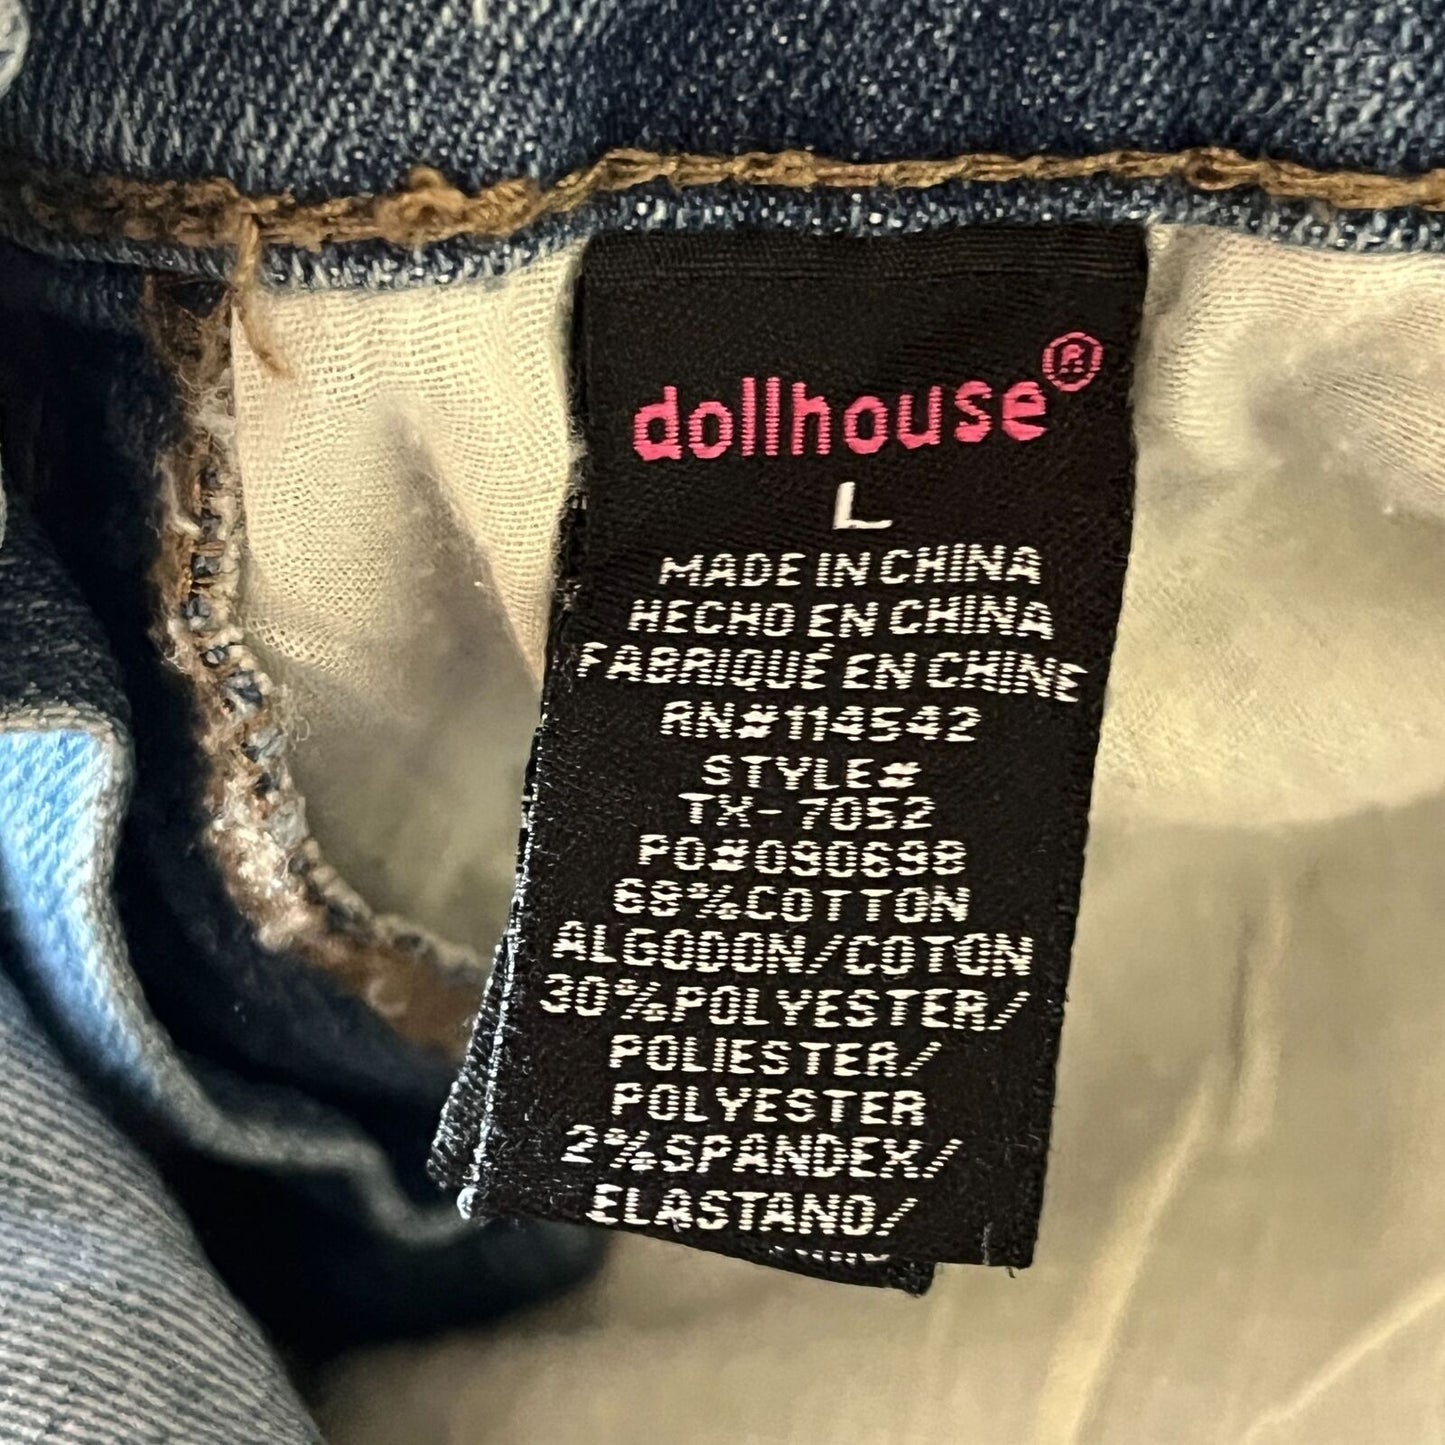 dollhouse®
L
MADE IN CHINA
HECHO EN CHINA
FABRIQUÉ EN CHINE
RN#114542
STYLE#
TX-7052
PO#090698
68%COTTON
ALGODON/COTON
30%POLYESTER/
POLIESTER/
POLYESTER
2%SPANDEX/
ELASTANO/